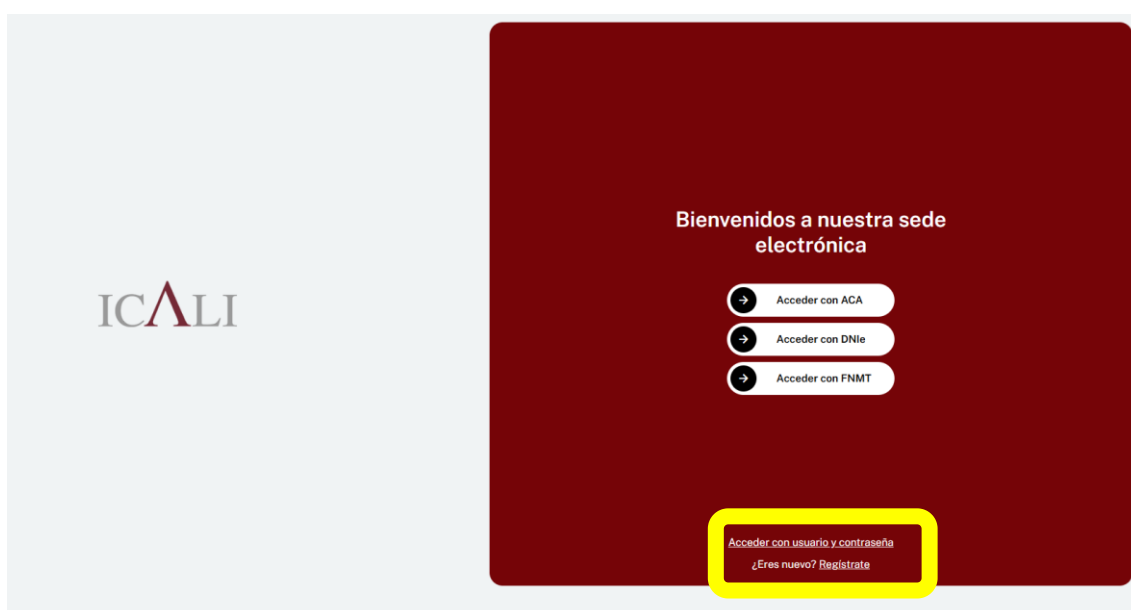 ICALI
Bienvenidos a nuestra sede
electrónica
Acceder con ACA
Acceder con DNIe
Acceder con FNMT
Acceder con usuario y contraseña
¿Eres nuevo? Regístrate